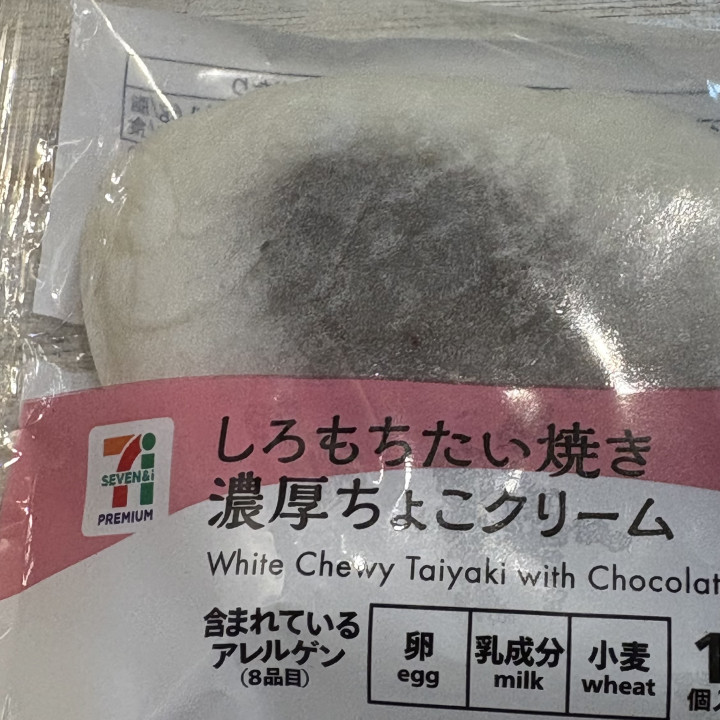 SEVEN&i
PREMIUM
しろもちたい焼き
濃厚ちょこクリーム
White Chewy Taiyaki with
含まれている
アレルゲン
(8品目)
卵
egg
乳成分
milk
小麦
wheat